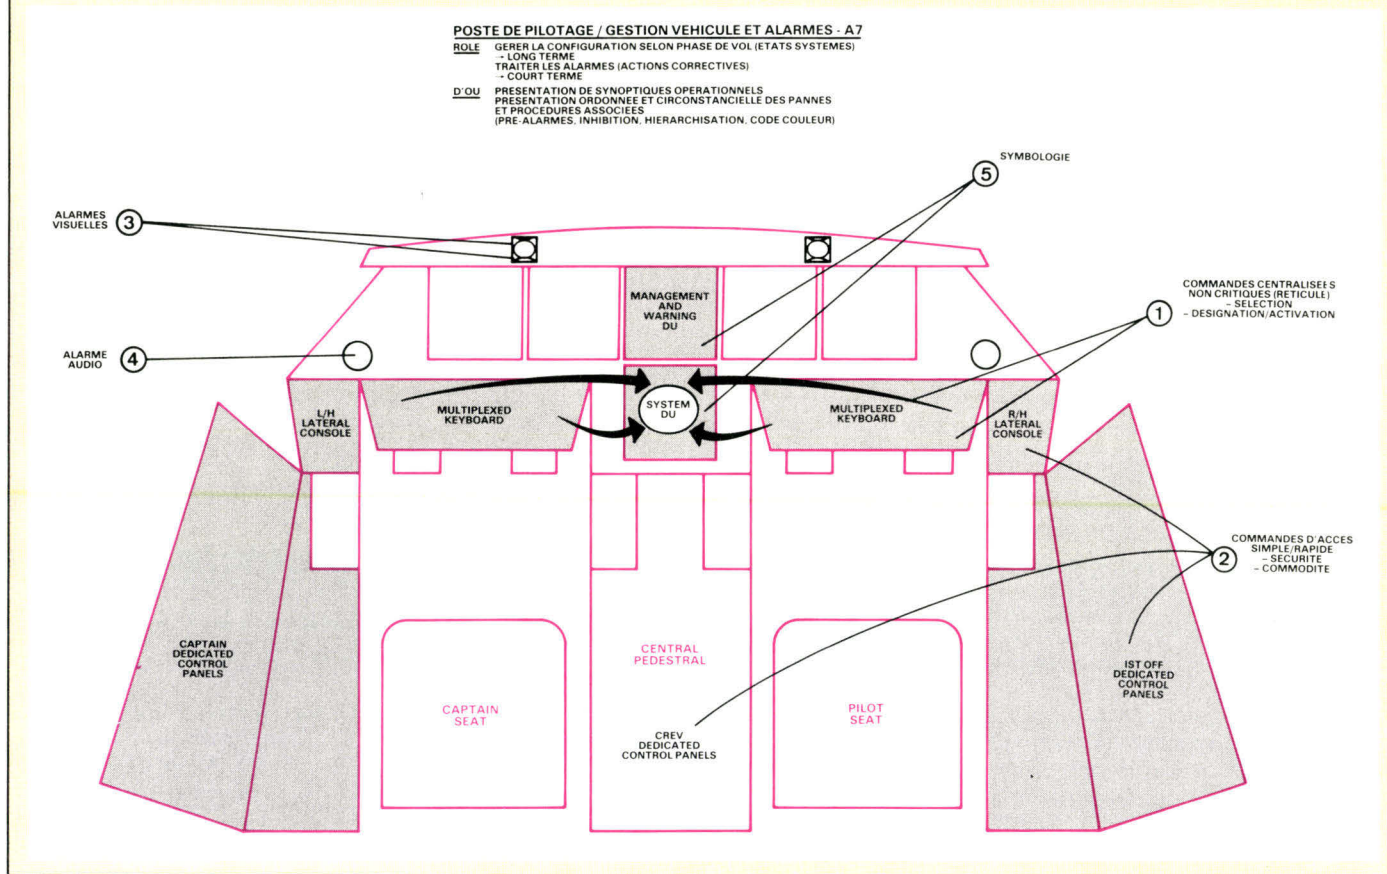 POSTE DE PILOTAGE / GESTION VEHICULE ET ALARMES - A7
ROLE GERER LA CONFIGURATION SELON PHASE DE VOL (ETATS SYSTEMES)
→ LONG TERME
TRAITER LES ALARMES (ACTIONS CORRECTIVES)
→ COURT TERME
D'OU PRESENTATION DE SYNOPTIQUES OPERATIONNELS
PRESENTATION ORDONNEE ET CIRCONSTANCIELLE DES PANNES
ET PROCEDURES ASSOCIEES
(PRE-ALARMES, INHIBITION, HIERARCHISATION, CODE COULEUR)
5 SYMBOLOGIE
ALARMES
VISUELLES
3
MANAGEMENT
AND
WARNING
DU
COMMANDES CENTRALISEES
NON CRITIQUES (RETICULE)
- SELECTION
- DESIGNATION/ACTIVATION
1
ALARME
AUDIO
4
L/H
LATERAL
CONSOLE
MULTIPLEXED
KEYBOARD
SYSTEM
DU
MULTIPLEXED
KEYBOARD
R/H
LATERAL
CONSOLE
COMMANDES D'ACCES
SIMPLE/RAPIDE
- SECURITE
- COMMODITE
2
CAPTAIN
DEDICATED
CONTROL
PANELS
CAPTAIN
SEAT
CENTRAL
PEDESTRAL
CREV
DEDICATED
CONTROL PANELS
PILOT
SEAT
IST OFF
DEDICATED
CONTROL
PANELS